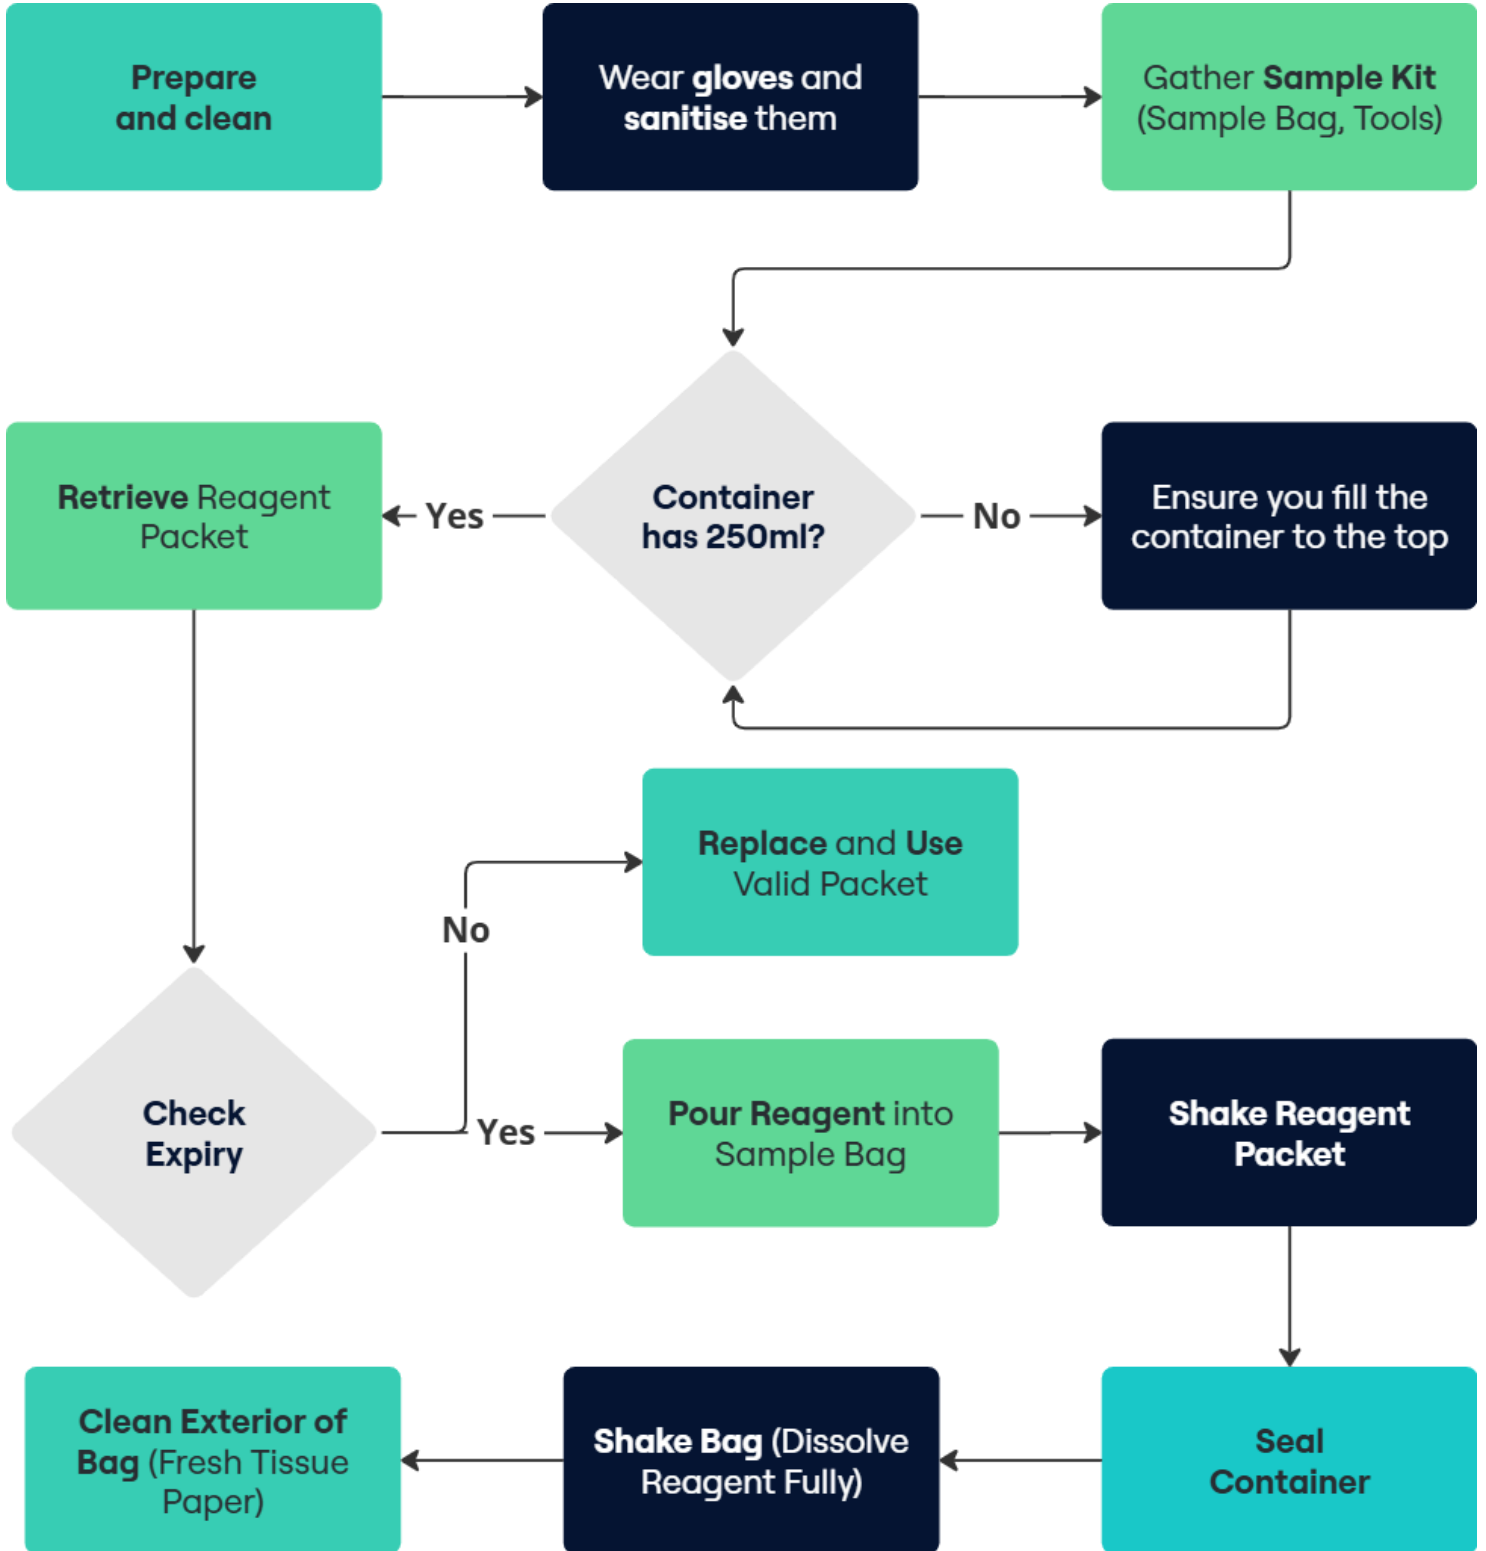 Prepare
and clean
Wear gloves and
sanitise them
Gather Sample Kit
(Sample Bag, Tools)
Container
has 250ml?
No
Ensure you fill the
container to the top
Yes
Retrieve Reagent
Packet
Check
Expiry
No
Replace and Use
Valid Packet
Yes
Pour Reagent into
Sample Bag
Shake Reagent
Packet
Seal
Container
Shake Bag (Dissolve
Reagent Fully)
Clean Exterior of
Bag (Fresh Tissue
Paper)